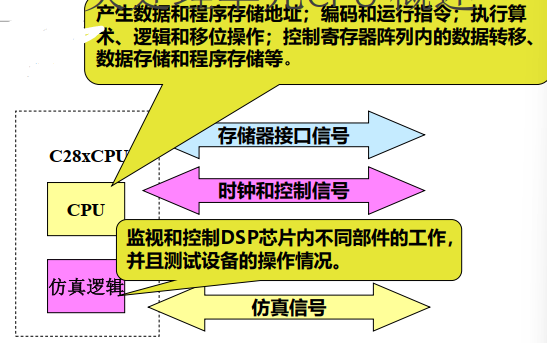 产生数据和程序存储地址；编码和运行指令；执行算
术、逻辑和移位操作；控制寄存器阵列内的数据转移、
数据存储和程序存储等。
存储器接口信号
C28xCPU
时钟和控制信号
CPU
监视和控制DSP芯片内不同部件的工作，
并且测试设备的操作情况。
仿真逻辑
仿真信号